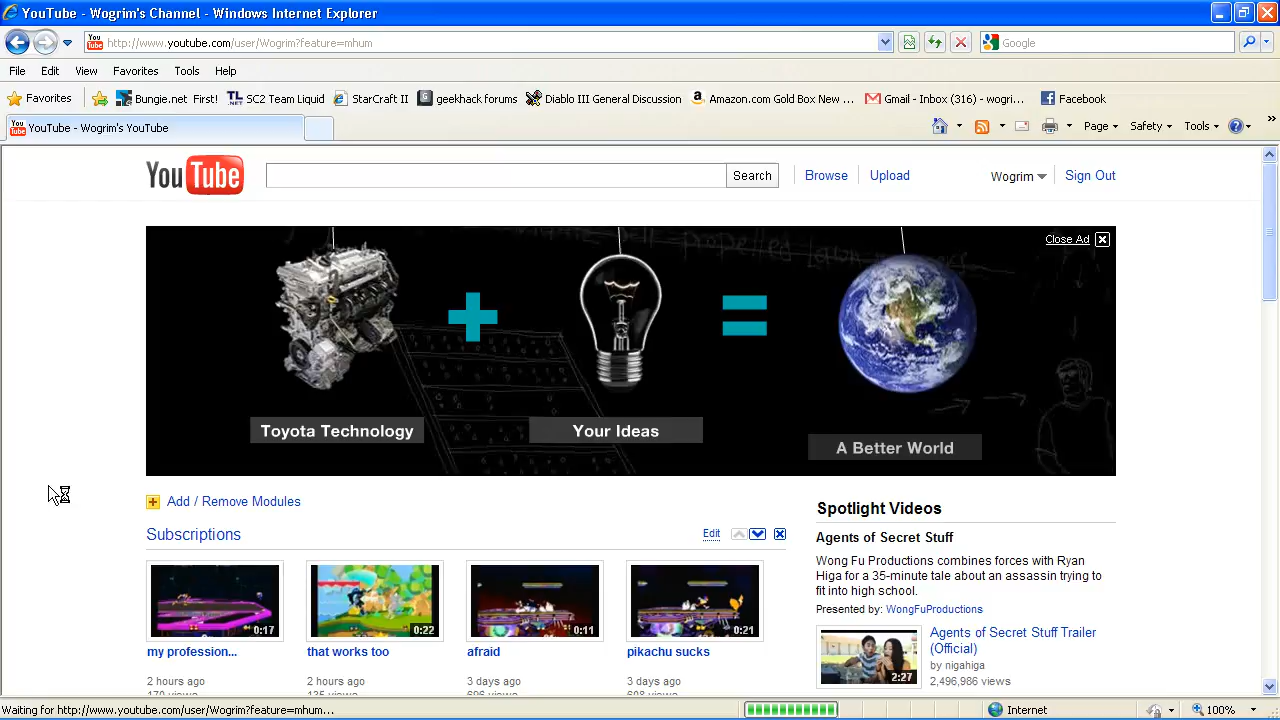 YouTube - Wogrim's Channel - Windows Internet Explorer
http://www.youtube.com/user/Wogrim?feature=mhum
Google
File Edit View Favorites Tools Help
Favorites Bungie.net First! SC2 Team Liquid StarCraft II geekhack forums Diablo III General Discussion Amazon.com Gold Box New ... Gmail - Inbox (316) - wogri... Facebook
YouTube - Wogrim's YouTube
Page Safety Tools
YouTube Search Browse Upload Wogrim Sign Out
Close Ad
Toyota Technology
Your Ideas
A Better World
Add / Remove Modules
Subscriptions
Edit
0:17
0:22
0:11
0:21
my profession...
that works too
afraid
pikachu sucks
2 hours ago
2 hours ago
3 days ago
3 days ago
Spotlight Videos
Agents of Secret Stuff
Wong Fu Productions combines forces with Ryan
Higa for a 35-minute tale about an assassin trying to
fit into high school.
Presented by: WongFuProductions
2:27
Agents of Secret Stuff Trailer
(Official)
by nigahiga
2,496,986 views
Waiting for http://www.youtube.com/user/Wogrim?feature=mhum...
Internet
100%